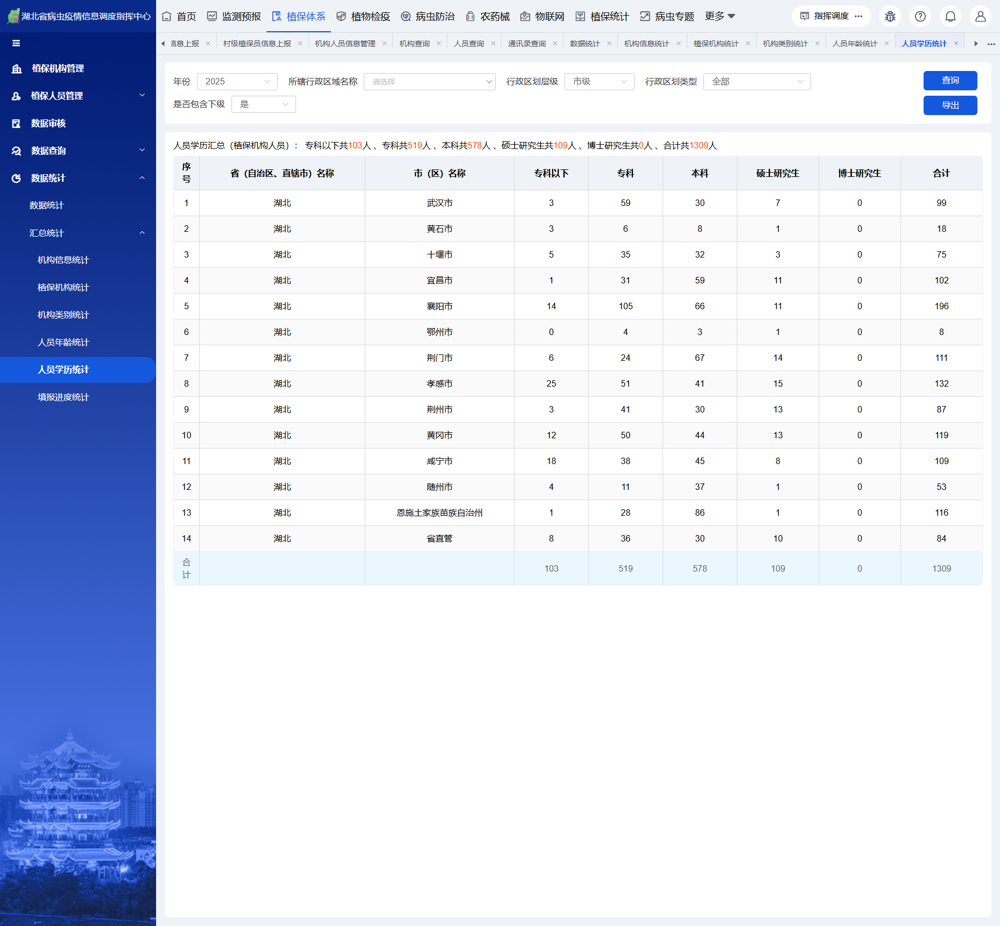 湖北省病虫疫情信息调度指挥中心
首页 监测预报 植保体系 植物检疫 病虫防治 农药械 物联网 植保统计 病虫专题 更多 指挥调度
信息上报 村级植保员信息上报 机构人员信息管理 机构查询 人员查询 通讯录查询 数据统计 机构信息统计 植保机构统计 机构类别统计 人员年龄统计 人员学历统计
植保机构管理
植保人员管理
数据审核
数据查询
数据统计
数据统计
汇总统计
机构信息统计
植保机构统计
机构类别统计
人员年龄统计
人员学历统计
填报进度统计
年份 2025 所辖行政区域名称 请选择 行政区划层级 市级 行政区划类型 全部 查询
是否包含下级 是 导出
人员学历汇总（植保机构人员）： 专科以下共103人、专科共519人、本科共578人、硕士研究生共109人、博士研究生共0人、合计共1309人
序号 省（自治区、直辖市）名称 市（区）名称 专科以下 专科 本科 硕士研究生 博士研究生 合计
1 湖北 武汉市 3 59 30 7 0 99
2 湖北 黄石市 3 6 8 1 0 18
3 湖北 十堰市 5 35 32 3 0 75
4 湖北 宜昌市 1 31 59 11 0 102
5 湖北 襄阳市 14 105 66 11 0 196
6 湖北 鄂州市 0 4 3 1 0 8
7 湖北 荆门市 6 24 67 14 0 111
8 湖北 孝感市 25 51 41 15 0 132
9 湖北 荆州市 3 41 30 13 0 87
10 湖北 黄冈市 12 50 44 13 0 119
11 湖北 咸宁市 18 38 45 8 0 109
12 湖北 随州市 4 11 37 1 0 53
13 湖北 恩施土家族苗族自治州 1 28 86 1 0 116
14 湖北 省直管 8 36 30 10 0 84
合计 103 519 578 109 0 1309